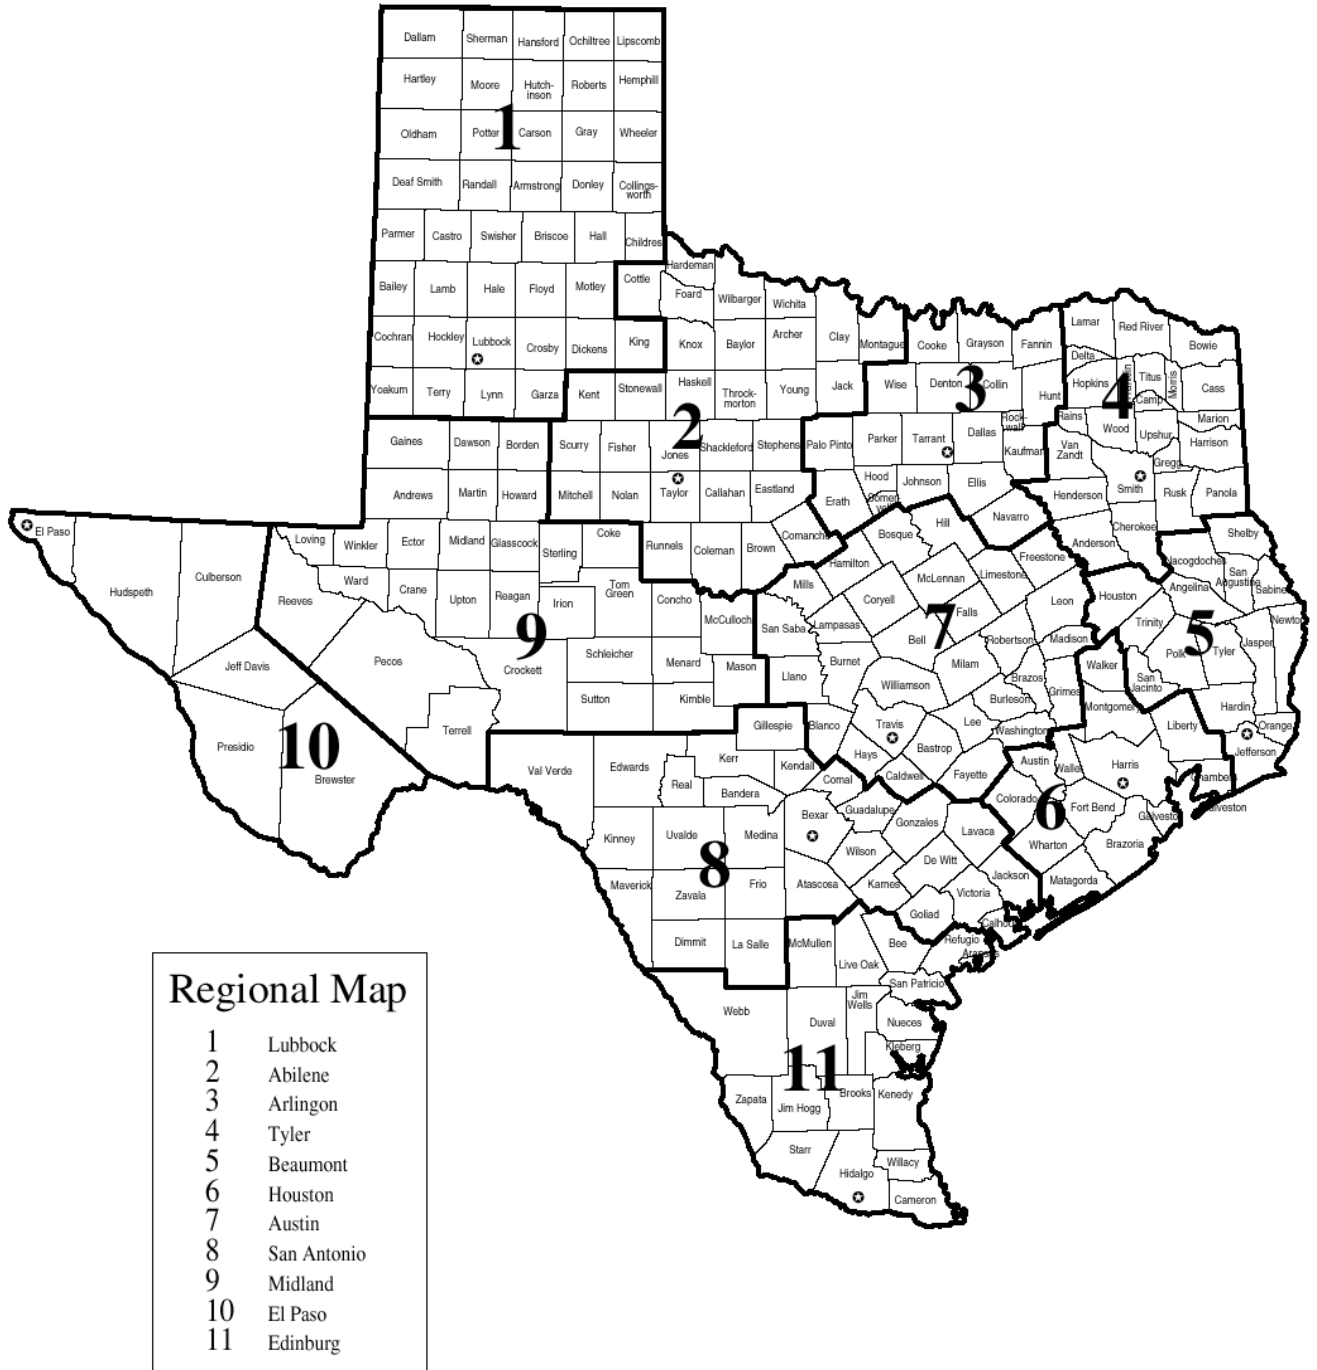 Dallam Sherman Hansford Ochiltree Lipscomb
Hartley Moore Hutch-
inson Roberts Hemphill
1
Oldham Potter Carson Gray Wheeler
Deaf Smith Randall Armstrong Donley Collings-
worth
Parmer Castro Swisher Briscoe Hall Childres
Bailey Lamb Hale Floyd Motley Cottle Hardeman
Foard Wilbarger Wichita
Cochran Hockley Lubbock Crosby Dickens King Knox Baylor Archer Clay Montague Cooke Grayson Fannin Lamar Red River Bowie
Delta
Yoakum Terry Lynn Garza Kent Stonewall Haskell Throck-
morton Young Jack Wise Denton Collin Hunt Hopkins Titus Morris Cass
2 3 4
Camp
Gaines Dawson Borden Scurry Fisher Jones Shackleford Stephens Palo Pinto Parker Tarrant Dallas Rock-
wall Kaufman Rains Wood Upshur Marion
Van
Zandt Harrison
Gregg
Andrews Martin Howard Mitchell Nolan Taylor Callahan Eastland Erath Hood Johnson Ellis Henderson Smith Rusk Panola
Navarro
El Paso Loving Winkler Ector Midland Glasscock Sterling Coke Runnels Coleman Brown Comanche Bosque Hill Freestone Anderson Cherokee Shelby
Hudspeth Culberson Reeves Ward Crane Upton Reagan Irion Tom
Green Concho McCulloch Mills Hamilton McLennan Limestone Leon Houston Nacogdoches San
Augustine Sabine
Angelina
9 7 5
San Saba Lampasas Coryell Falls Bell Robertson Madison Trinity Polk Tyler Jasper Newto
Jeff Davis Pecos Crockett Schleicher Menard Mason Llano Burnet Williamson Milam Brazos Grimes Walker San
Jacinto
Sutton Kimble Burleson Montgomery Hardin
Presidio 10 Brewster Terrell Gillespie Blanco Travis Lee Washington Liberty Orange
Jefferson
Val Verde Edwards Real Kerr Kendall Hays Bastrop Fayette Austin Waller Harris Chamber
Bandera Comal Caldwell
6
Colorado Fort Bend Galvesto alveston
Kinney Uvalde Medina Bexar Guadalupe Gonzales Lavaca Wharton Brazoria
8
Maverick Zavala Frio Atascosa Wilson Karnes De Witt Victoria Jackson Matagorda
Goliad Calhou
Dimmit La Salle McMullen Live Oak Bee Refugio Aransas
San Patricio
Webb Duval Jim
Wells Nueces
Kleberg
11
Zapata Jim Hogg Brooks Kenedy
Starr Hidalgo Willacy
Cameron
Regional Map
1 Lubbock
2 Abilene
3 Arlingon
4 Tyler
5 Beaumont
6 Houston
7 Austin
8 San Antonio
9 Midland
10 El Paso
11 Edinburg